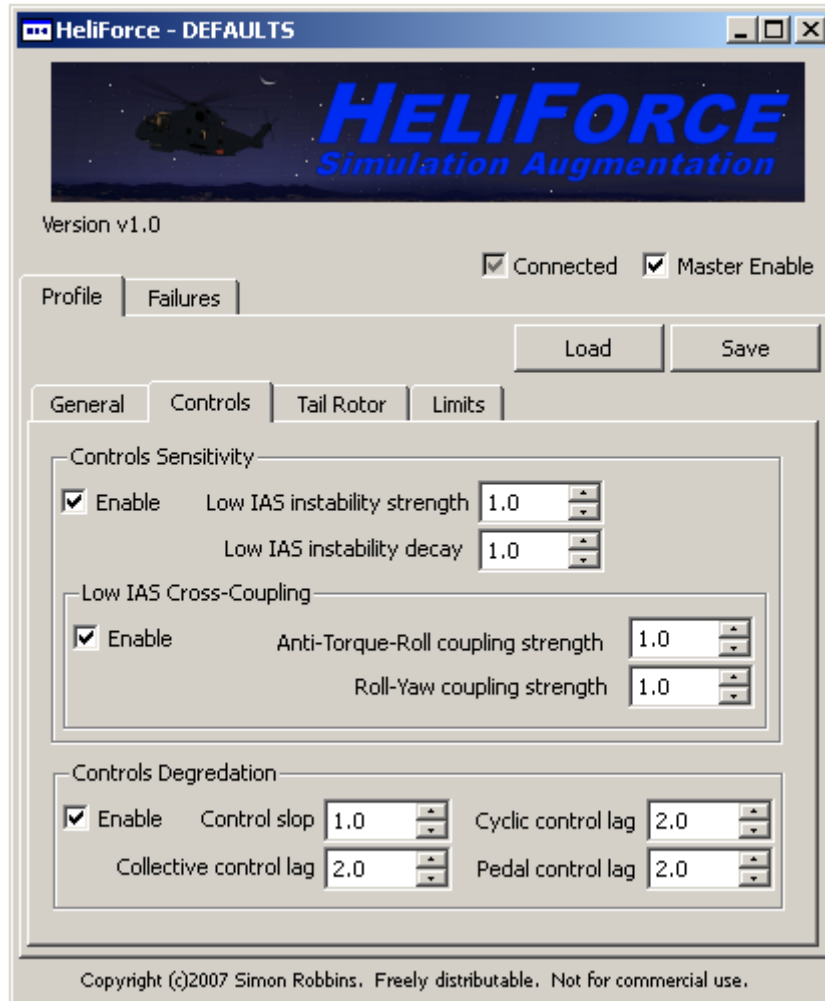 HeliForce - DEFAULTS
HELIFORCE
Simulation Augmentation
Version v1.0
Connected Master Enable
Profile Failures
Load Save
General Controls Tail Rotor Limits
Controls Sensitivity
Enable Low IAS instability strength 1.0
Low IAS instability decay 1.0
Low IAS Cross-Coupling
Enable Anti-Torque-Roll coupling strength 1.0
Roll-Yaw coupling strength 1.0
Controls Degredation
Enable Control slop 1.0 Cyclic control lag 2.0
Collective control lag 2.0 Pedal control lag 2.0
Copyright (c)2007 Simon Robbins. Freely distributable. Not for commercial use.